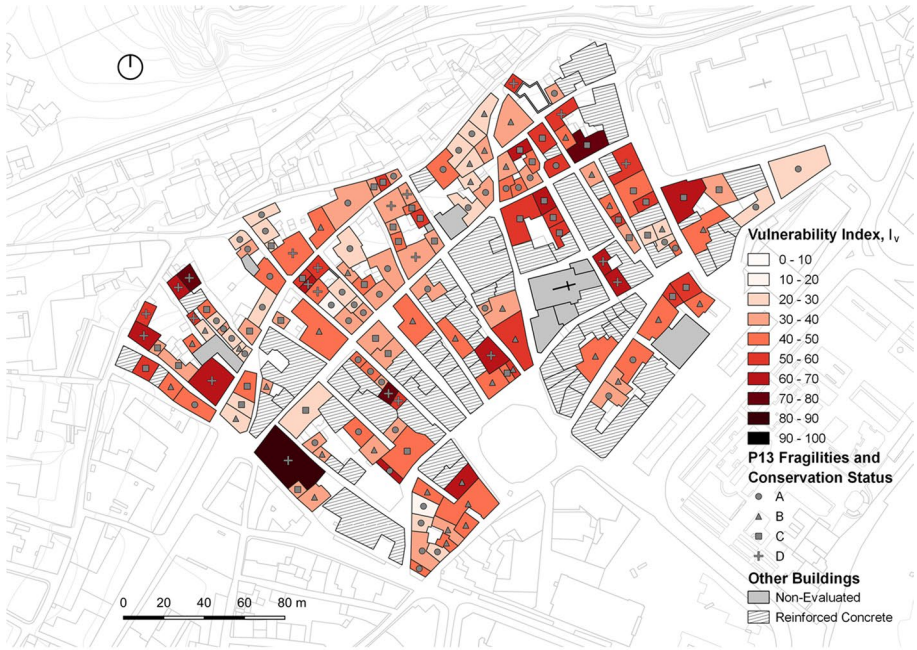 Vulnerability Index, Iv
0 - 10
10 - 20
20 - 30
30 - 40
40 - 50
50 - 60
60 - 70
70 - 80
80 - 90
90 - 100
P13 Fragilities and
Conservation Status
A
B
C
D
Other Buildings
Non-Evaluated
Reinforced Concrete
0 20 40 60 80 m